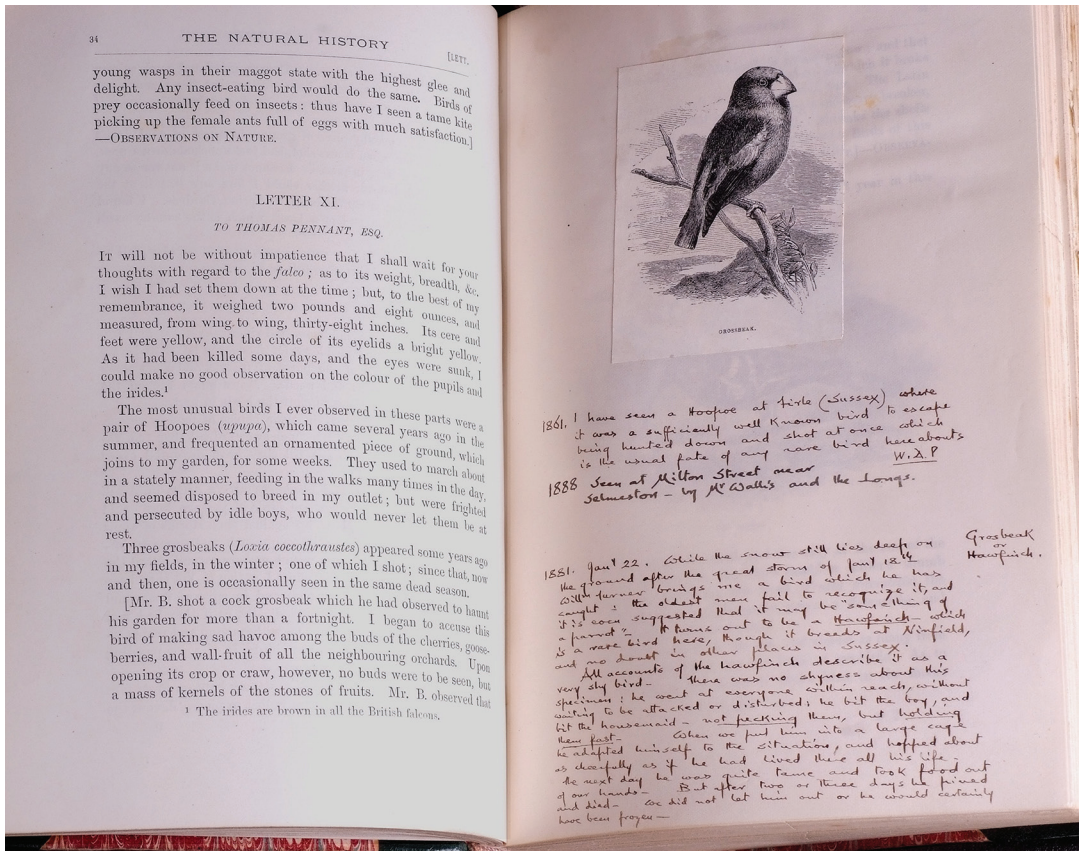 34
THE NATURAL HISTORY
[LETT.
young wasps in their maggot state with the highest glee and
delight. Any insect-eating bird would do the same. Birds of
prey occasionally feed on insects: thus have I seen a tame kite
picking up the female ants full of eggs with much satisfaction.]
—OBSERVATIONS ON NATURE.
LETTER XI.
TO THOMAS PENNANT, ESQ.
IT will not be without impatience that I shall wait for your
thoughts with regard to the falco; as to its weight, breadth, &c.
I wish I had set them down at the time; but, to the best of my
remembrance, it weighed two pounds and eight ounces, and
measured, from wing to wing, thirty-eight inches. Its cere and
feet were yellow, and the circle of its eyelids a bright yellow.
As it had been killed some days, and the eyes were sunk, I
could make no good observation on the colour of the pupils and
the irides.¹
The most unusual birds I ever observed in these parts were a
pair of Hoopoes (upupa), which came several years ago in the
summer, and frequented an ornamented piece of ground, which
joins to my garden, for some weeks. They used to march about
in a stately manner, feeding in the walks many times in the day,
and seemed disposed to breed in my outlet; but were frighted
and persecuted by idle boys, who would never let them be at
rest.
Three grosbeaks (Loxia coccothraustes) appeared some years ago
in my fields, in the winter; one of which I shot; since that, now
and then, one is occasionally seen in the same dead season.
[Mr. B. shot a cock grosbeak which he had observed to haunt
his garden for more than a fortnight. I began to accuse this
bird of making sad havoc among the buds of the cherries, goose-
berries, and wall-fruit of all the neighbouring orchards. Upon
opening its crop or craw, however, no buds were to be seen, but
a mass of kernels of the stones of fruits. Mr. B. observed that
¹ The irides are brown in all the British falcons.
GROSBEAK.
1861. I have seen a Hoopoe at Firle (Sussex) where
it was a sufficiently well known bird to escape
being hunted down and shot at once which
is the usual fate of any rare bird hereabouts
W.D.P
1888 Seen at Milton Street near
Selmeston - by Mr Wallis and the Longs.
Grosbeak
or
Hawfinch.
1881. Jany 22. While the snow still lies deep on
the ground after the great storm of Jany 18th
Willm Turner brings me a bird which he has
caught: the oldest men fail to recognize it, and
it is even suggested that it may be "something of
a parrot" - It turns out to be a Hawfinch - which
is a rare bird here, though it breeds at Ninfield,
and no doubt in other places in Sussex.
All accounts of the hawfinch describe it as a
very shy bird - There was no shyness about this
specimen: he went at everyone within reach, without
waiting to be attacked or disturbed; he bit the boy, and
bit the housemaid - not pecking them, but holding
them fast - When we put him into a large cage
he adapted himself to the situation, and hopped about
as cheerfully as if he had lived there all his life -
The next day he was quite tame and took food out
of our hands - But after two or three days he pined
and died - We did not let him out or he would certainly
have been frozen -